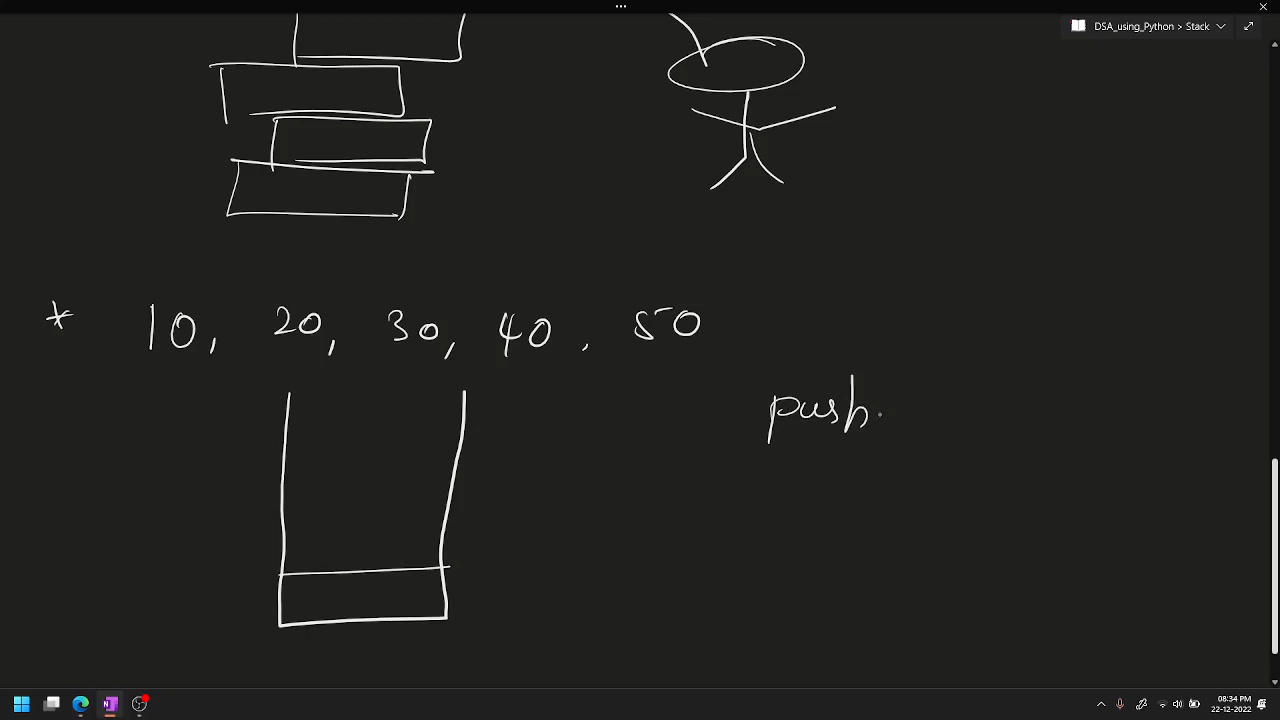 DSA_using_Python > Stack
* 10, 20, 30, 40, 50
push.
08:34 PM
22-12-2022